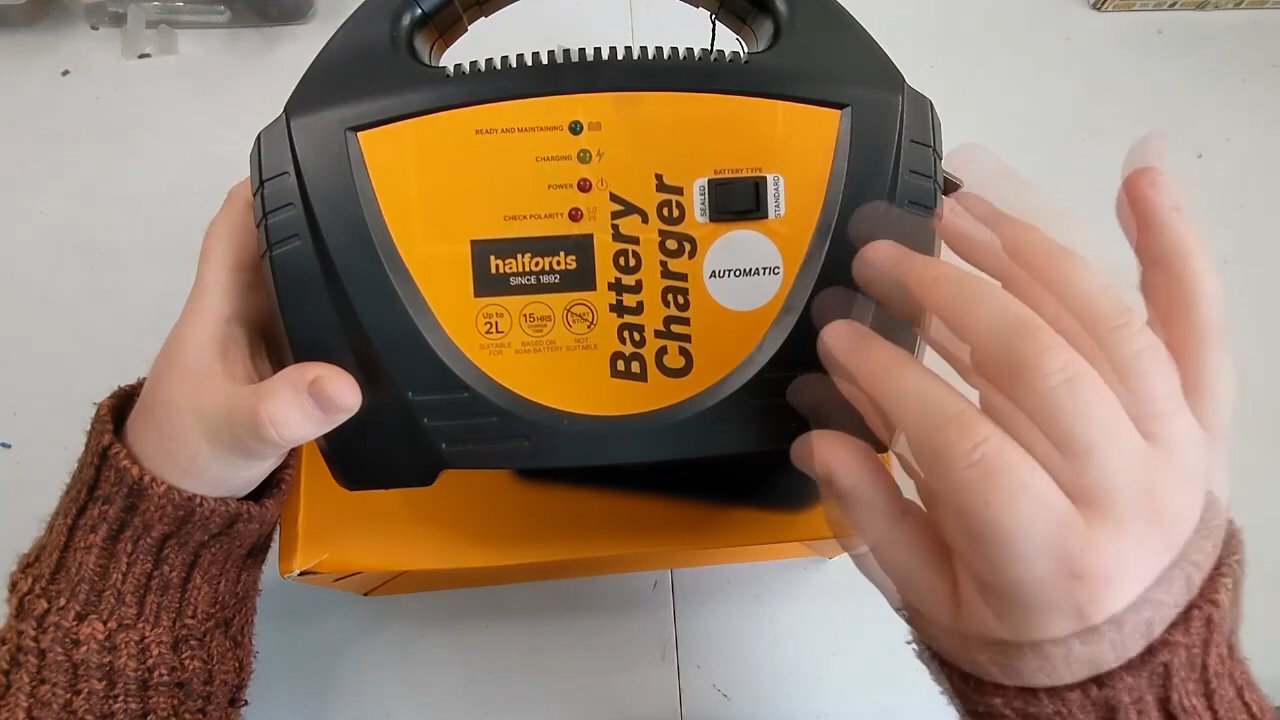 READY AND MAINTAINING
CHARGING
POWER
CHECK POLARITY
BATTERY TYPE
SEALED
STANDARD
halfords
SINCE 1892
AUTOMATIC
Battery
Charger
Up to
2L
SUITABLE
FOR
15HRS
CHARGE
TIME
BASED ON
60AH BATTERY
START
STOP
NOT
SUITABLE